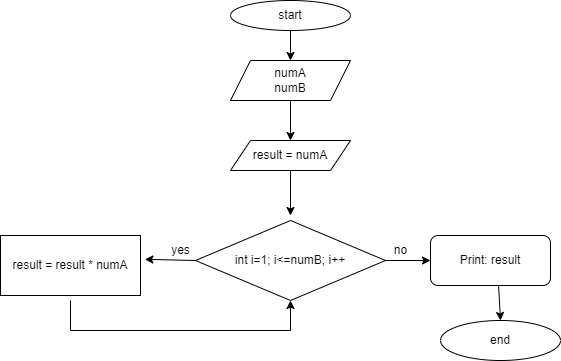 start
numA
numB
result = numA
yes
int i=1; i<=numB; i++
no
result = result * numA
Print: result
end